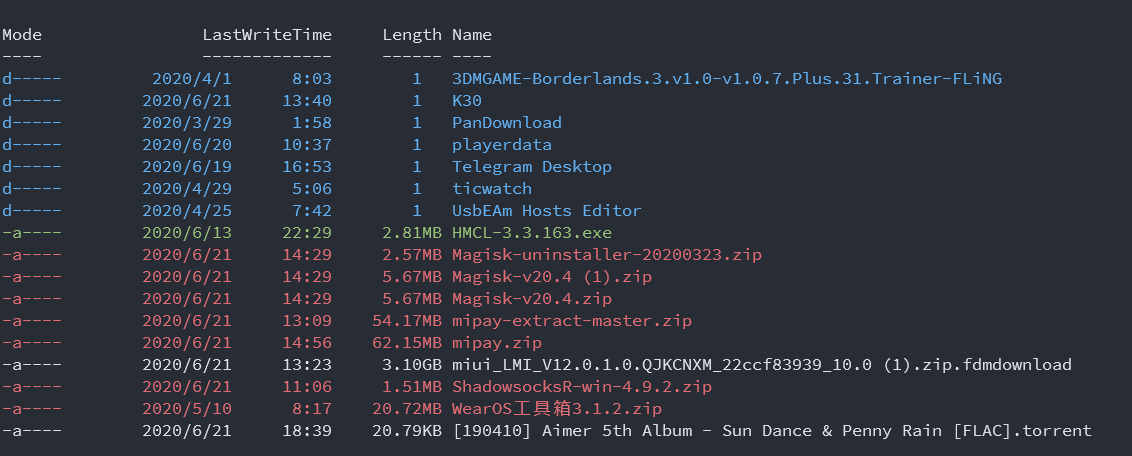 Mode LastWriteTime Length Name
---- ------------- ------ ----
d----- 2020/4/1 8:03 1 3DMGAME-Borderlands.3.v1.0-v1.0.7.Plus.31.Trainer-FLiNG
d----- 2020/6/21 13:40 1 K30
d----- 2020/3/29 1:58 1 PanDownload
d----- 2020/6/20 10:37 1 playerdata
d----- 2020/6/19 16:53 1 Telegram Desktop
d----- 2020/4/29 5:06 1 ticwatch
d----- 2020/4/25 7:42 1 UsbEAm Hosts Editor
-a---- 2020/6/13 22:29 2.81MB HMCL-3.3.163.exe
-a---- 2020/6/21 14:29 2.57MB Magisk-uninstaller-20200323.zip
-a---- 2020/6/21 14:29 5.67MB Magisk-v20.4 (1).zip
-a---- 2020/6/21 14:29 5.67MB Magisk-v20.4.zip
-a---- 2020/6/21 13:09 54.17MB mipay-extract-master.zip
-a---- 2020/6/21 14:56 62.15MB mipay.zip
-a---- 2020/6/21 13:23 3.10GB miui_LMI_V12.0.1.0.QJKCNXM_22ccf83939_10.0 (1).zip.fdmdownload
-a---- 2020/6/21 11:06 1.51MB ShadowsocksR-win-4.9.2.zip
-a---- 2020/5/10 8:17 20.72MB WearOS工具箱3.1.2.zip
-a---- 2020/6/21 18:39 20.79KB [190410] Aimer 5th Album - Sun Dance & Penny Rain [FLAC].torrent